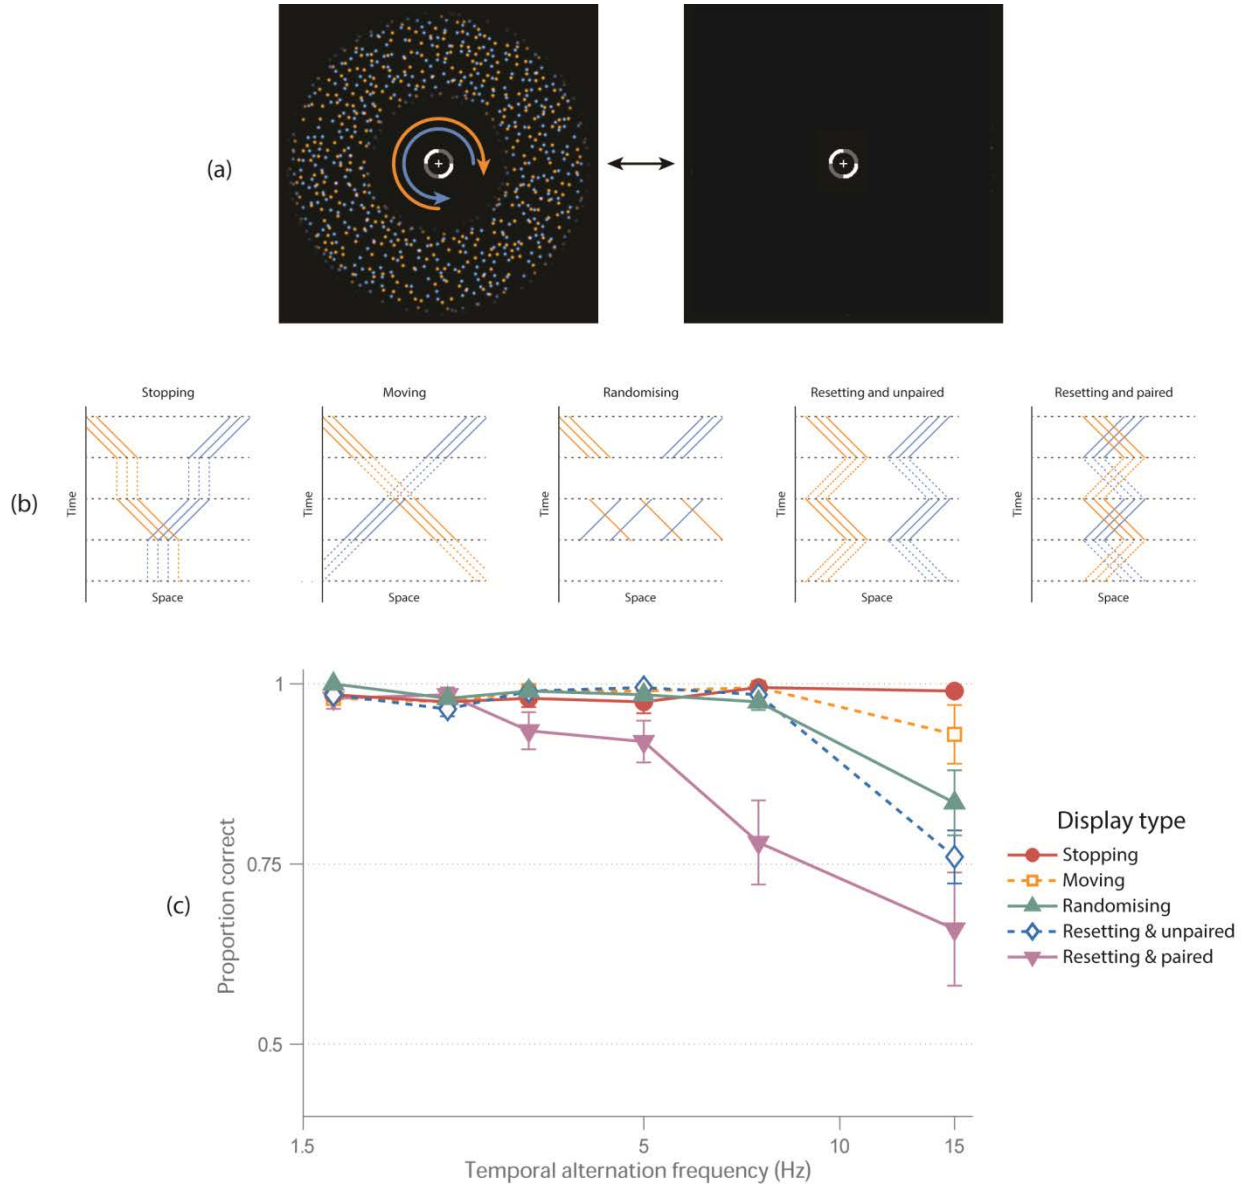 (a)
Stopping
Moving
Randomising
Resetting and unpaired
Resetting and paired
(b)
Time
Time
Time
Time
Time
Space
Space
Space
Space
Space
(c)
Proportion correct
1
0.75
0.5
1.5
5
10
15
Temporal alternation frequency (Hz)
Display type
Stopping
Moving
Randomising
Resetting & unpaired
Resetting & paired